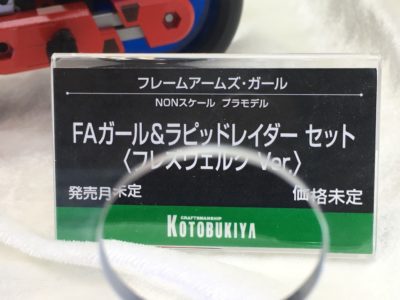 フレームアームズ・ガール
NONスケール プラモデル
FAガール&ラピッドレイダー セット
〈フレズヴェルク Ver.〉
発売月未定
価格未定
CRAFTSMANSHIP
KOTOBUKIYA